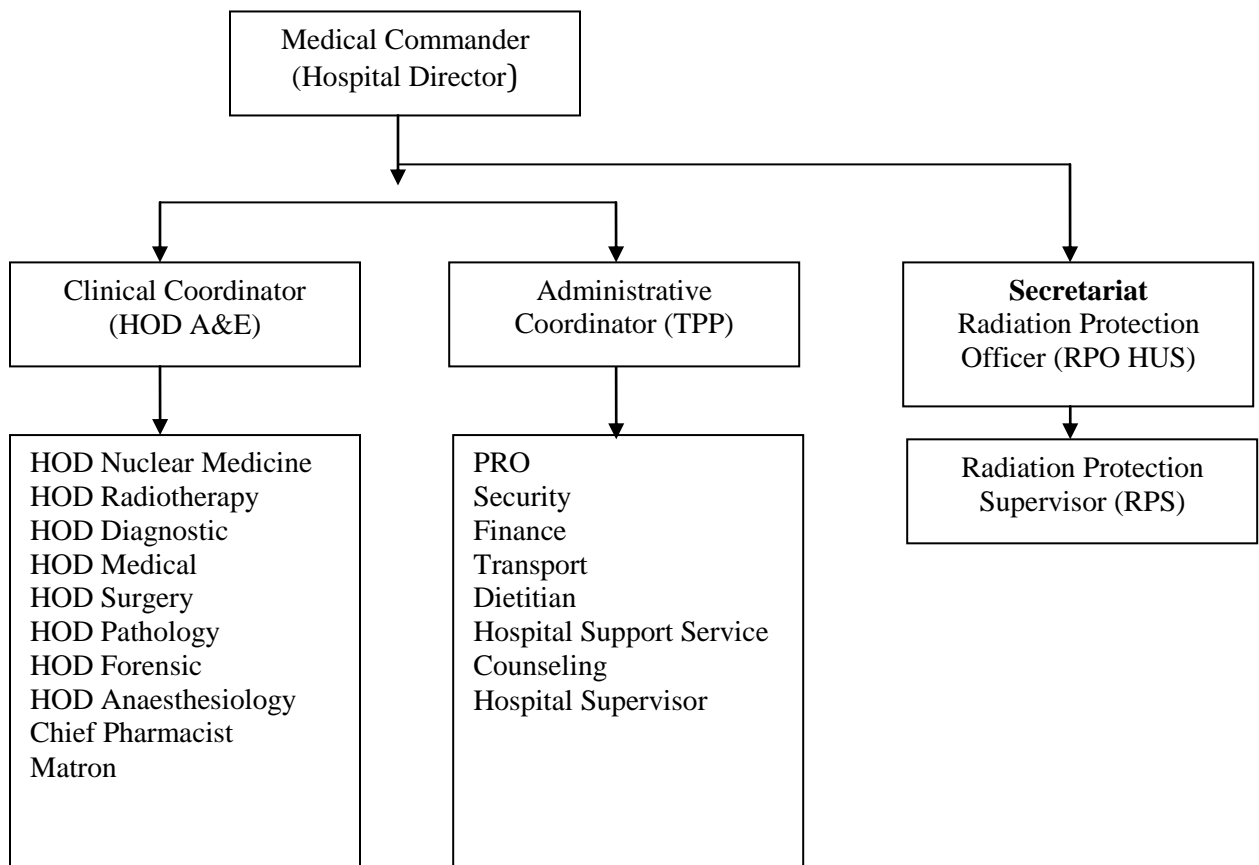 Medical Commander
(Hospital Director)
Clinical Coordinator
(HOD A&E)
Administrative
Coordinator (TPP)
Secretariat
Radiation Protection
Officer (RPO HUS)
HOD Nuclear Medicine
HOD Radiotherapy
HOD Diagnostic
HOD Medical
HOD Surgery
HOD Pathology
HOD Forensic
HOD Anaesthesiology
Chief Pharmacist
Matron
PRO
Security
Finance
Transport
Dietitian
Hospital Support Service
Counseling
Hospital Supervisor
Radiation Protection
Supervisor (RPS)